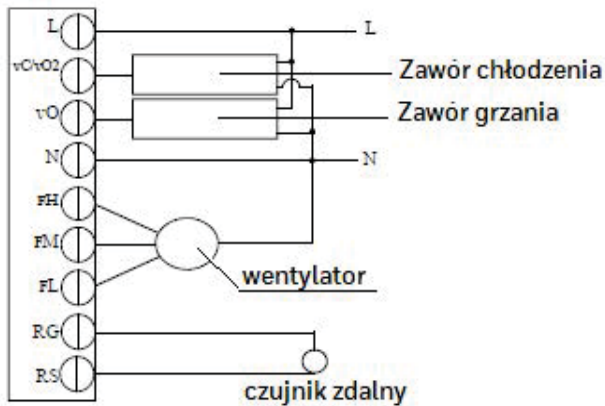 L
L
vC/vO2
Zawór chłodzenia
vO
Zawór grzania
N
N
FH
FM
FL
wentylator
RG
RS
czujnik zdalny